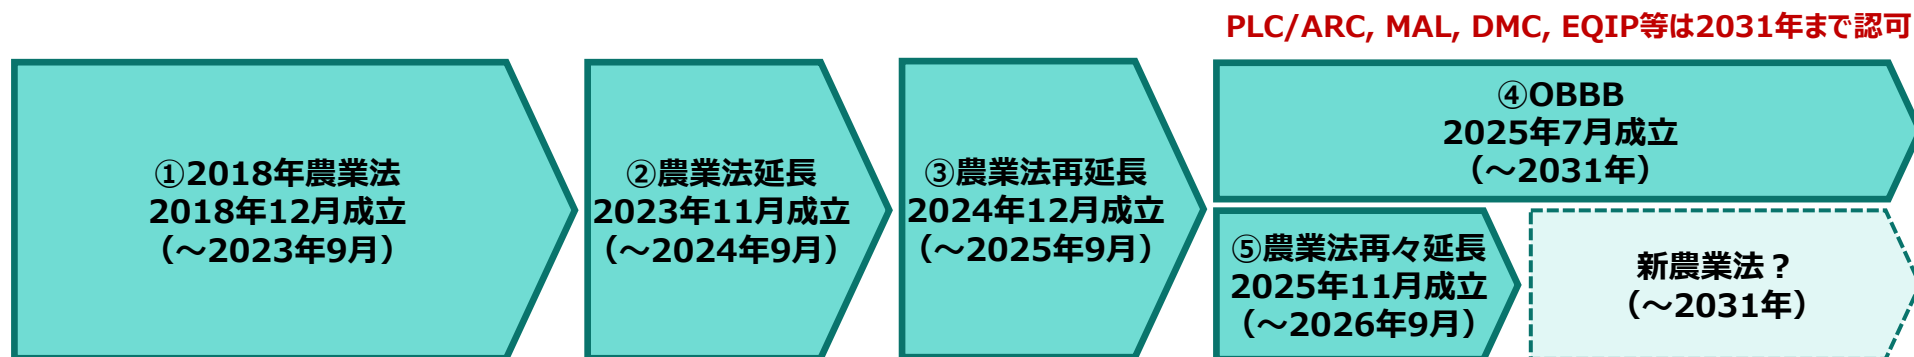 PLC/ARC, MAL, DMC, EQIP等は2031年まで認可
①2018年農業法
2018年12月成立
（～2023年9月）
②農業法延長
2023年11月成立
（～2024年9月）
③農業法再延長
2024年12月成立
（～2025年9月）
④OBBB
2025年7月成立
（～2031年）
⑤農業法再々延長
2025年11月成立
（～2026年9月）
新農業法？
（～2031年）